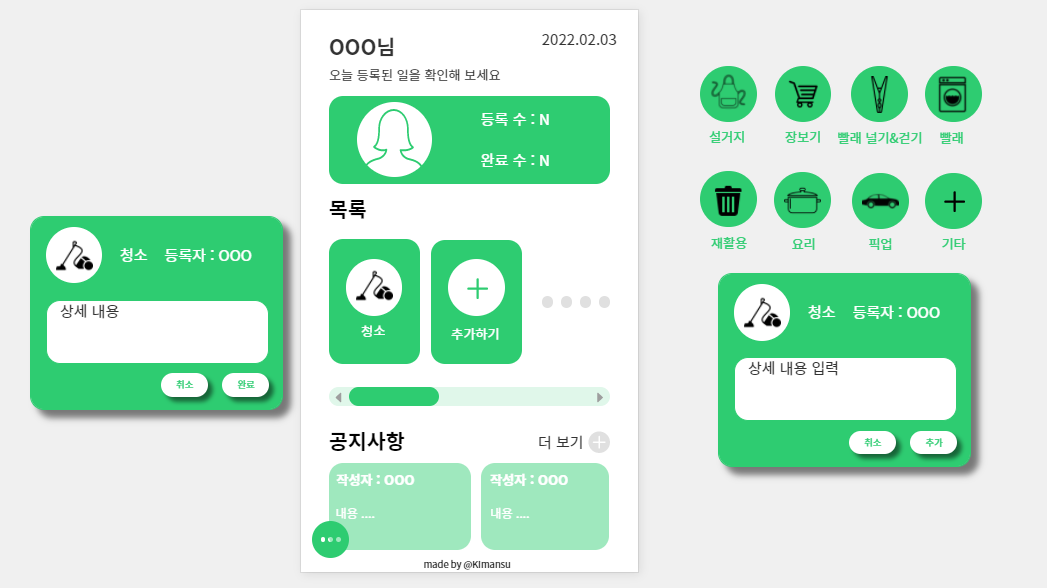 청소 등록자 : OOO
상세 내용
취소 완료
OOO님
2022.02.03
오늘 등록된 일을 확인해 보세요
등록 수 : N
완료 수 : N
목록
청소
추가하기
공지사항
더 보기
작성자 : OOO
내용 ....
작성자 : OOO
내용 ....
made by @KImansu
설거지 장보기 빨래 널기&걷기 빨래
재활용 요리 픽업 기타
청소 등록자 : OOO
상세 내용 입력
취소 추가